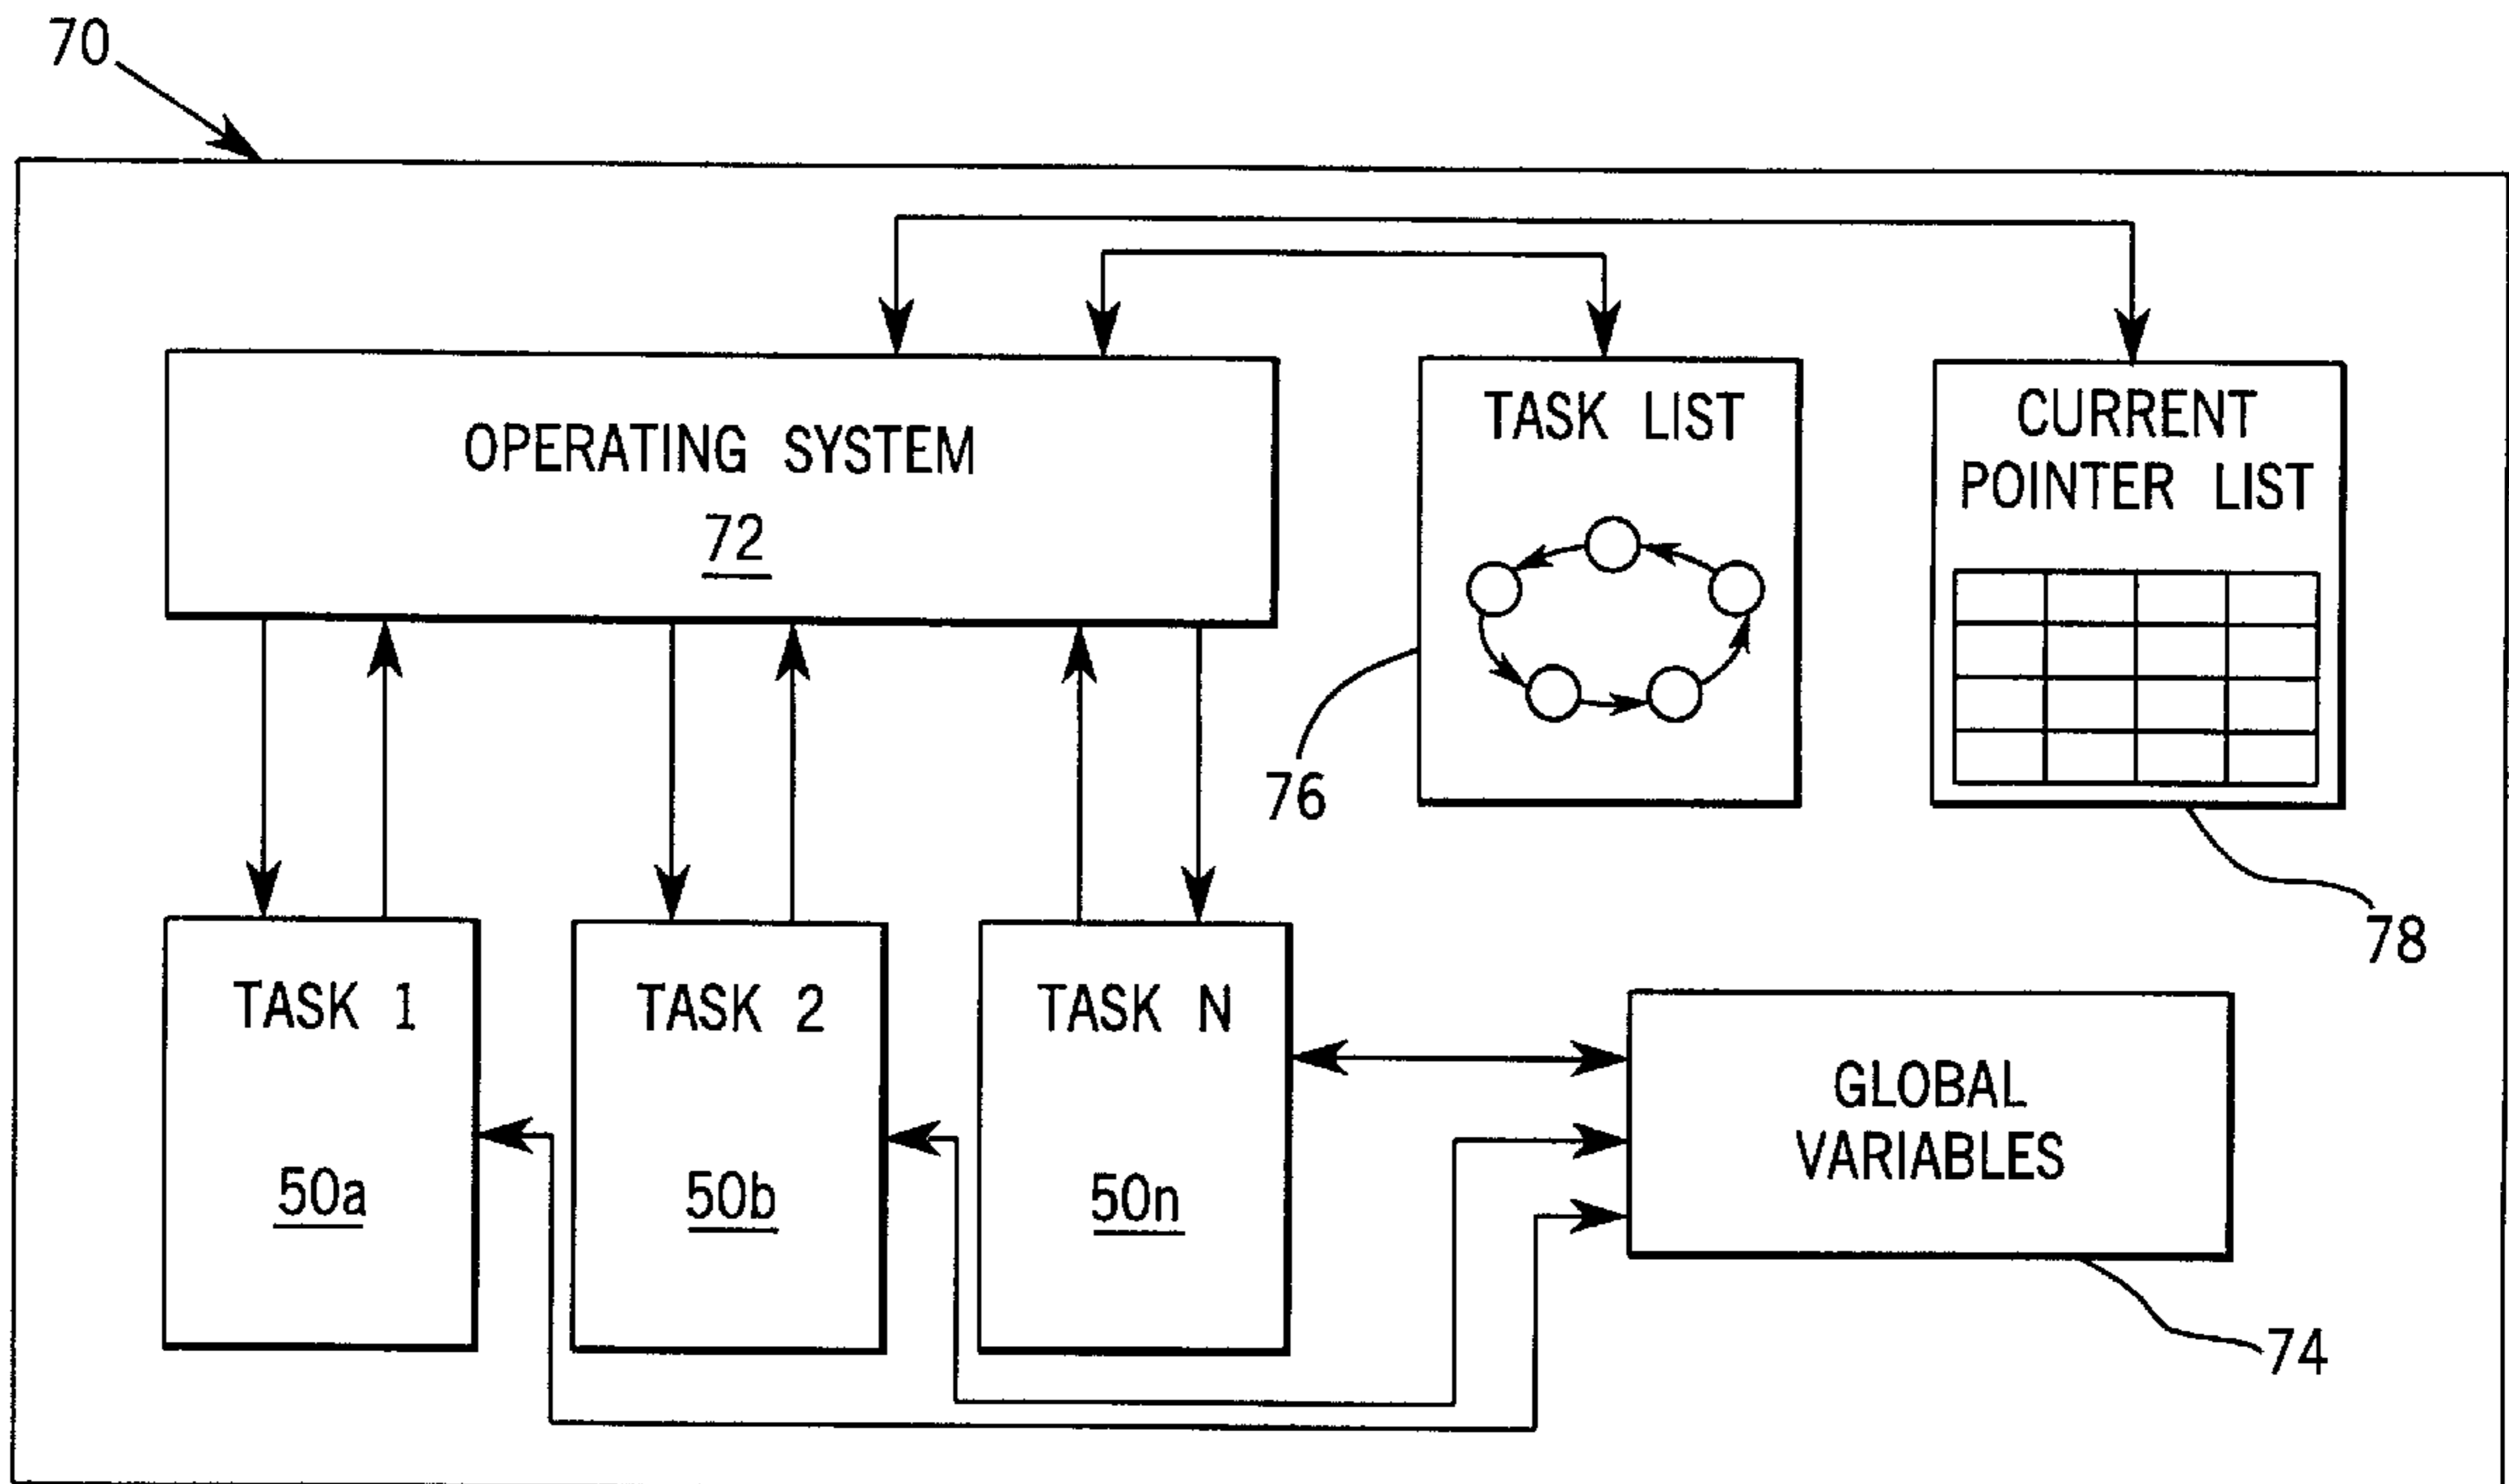 70
OPERATING SYSTEM
72
TASK LIST
CURRENT
POINTER LIST
76
78
TASK 1
50a
TASK 2
50b
TASK N
50n
GLOBAL
VARIABLES
74